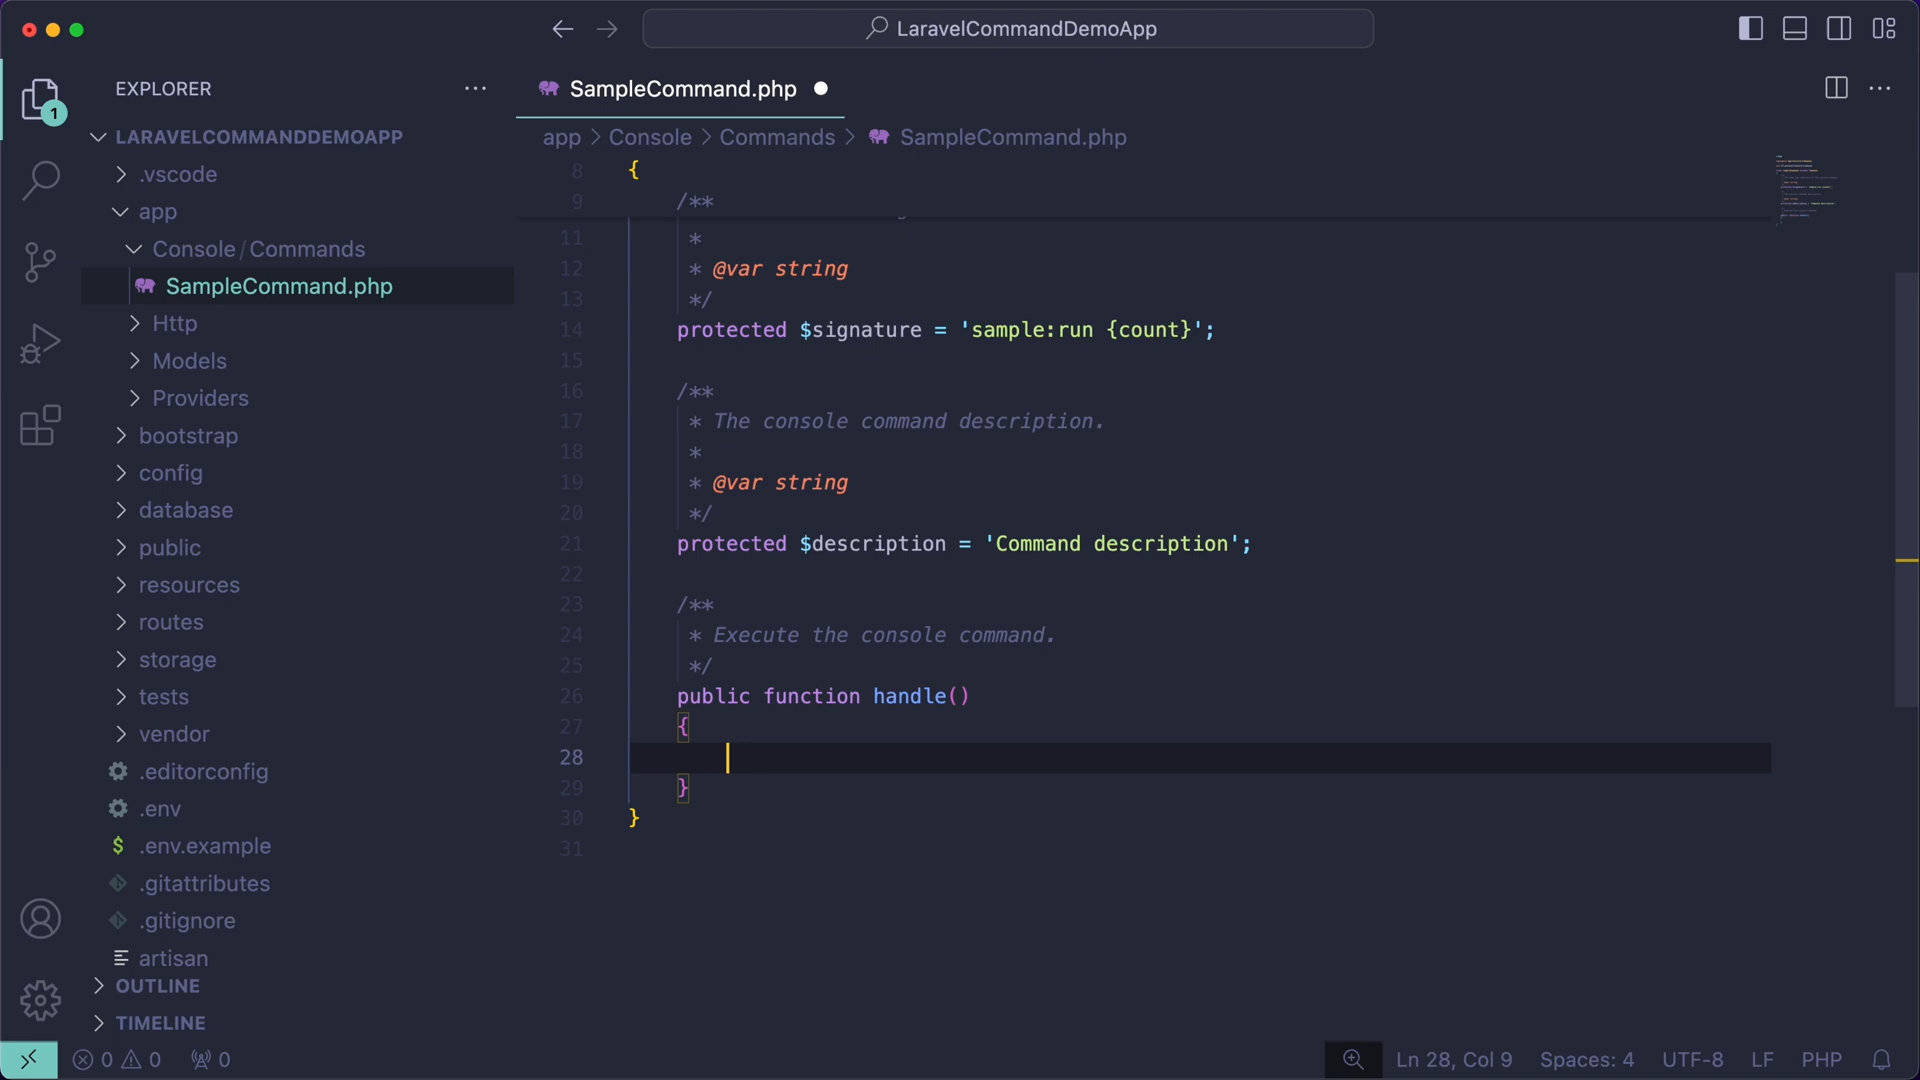 LaravelCommandDemoApp
1
EXPLORER
LARAVELCOMMANDDEMOAPP
.vscode
app
Console/Commands
SampleCommand.php
Http
Models
Providers
bootstrap
config
database
public
resources
routes
storage
tests
vendor
.editorconfig
.env
$ .env.example
.gitattributes
.gitignore
artisan
OUTLINE
TIMELINE
SampleCommand.php
app > Console > Commands > SampleCommand.php
8 {
9 /**
11 *
12 * @var string
13 */
14 protected $signature = 'sample:run {count}';
15
16 /**
17 * The console command description.
18 *
19 * @var string
20 */
21 protected $description = 'Command description';
22
23 /**
24 * Execute the console command.
25 */
26 public function handle()
27 {
28
29 }
30 }
31
0 0 0
Ln 28, Col 9 Spaces: 4 UTF-8 LF PHP